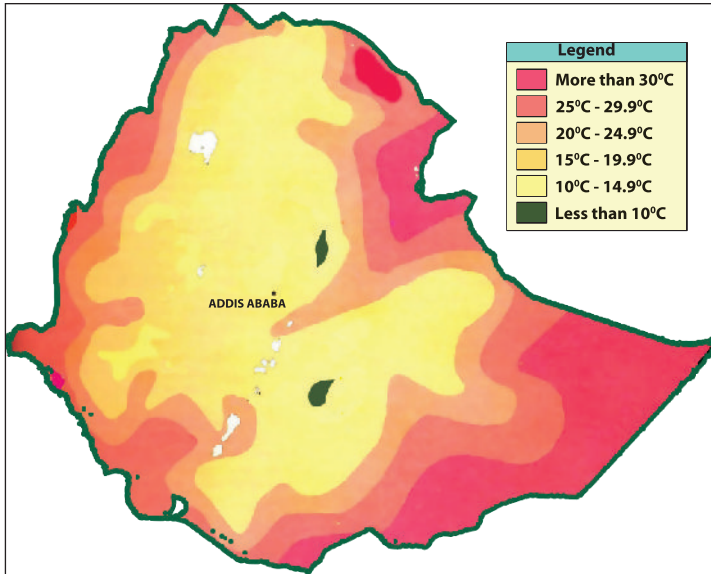 Legend
More than 30⁰C
25⁰C - 29.9⁰C
20⁰C - 24.9⁰C
15⁰C - 19.9⁰C
10⁰C - 14.9⁰C
Less than 10⁰C
ADDIS ABABA